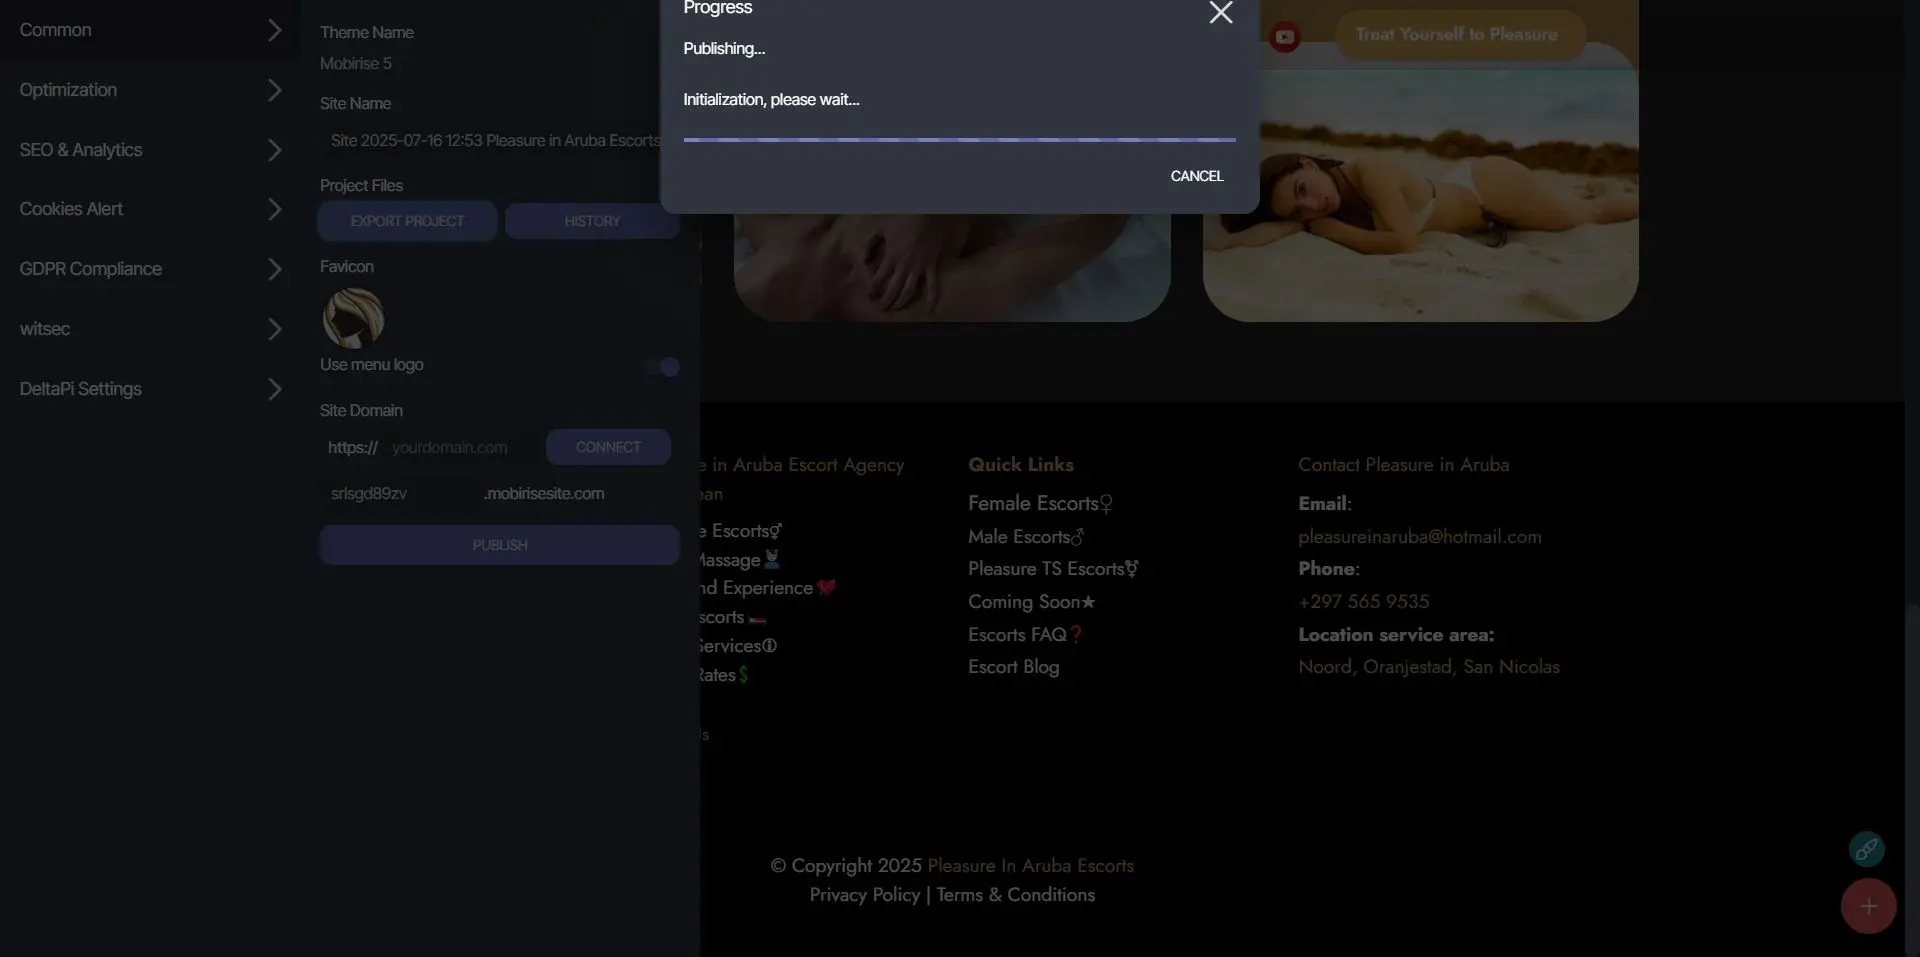 Common
Optimization
SEO & Analytics
Cookies Alert
GDPR Compliance
witsec
DeltaPi Settings
Theme Name
Mobirise 5
Site Name
Site 2025-07-16 12:53 Pleasure in Aruba Escorts
Project Files
EXPORT PROJECT
HISTORY
Favicon
Use menu logo
Site Domain
https://
yourdomain.com
CONNECT
srlsgd89zv
.mobirisesite.com
PUBLISH
Progress
Publishing...
Initialization, please wait...
CANCEL
Treat Yourself to Pleasure
e in Aruba Escort Agency
ean
e Escorts⚥
Massage💆
nd Experience💓
scorts
Services🛈
Rates💲
Us
Quick Links
Female Escorts♀
Male Escorts♂
Pleasure TS Escorts⚧
Coming Soon★
Escorts FAQ❓
Escort Blog
Contact Pleasure in Aruba
Email:
pleasureinaruba@hotmail.com
Phone:
+297 565 9535
Location service area:
Noord, Oranjestad, San Nicolas
© Copyright 2025 Pleasure In Aruba Escorts
Privacy Policy | Terms & Conditions